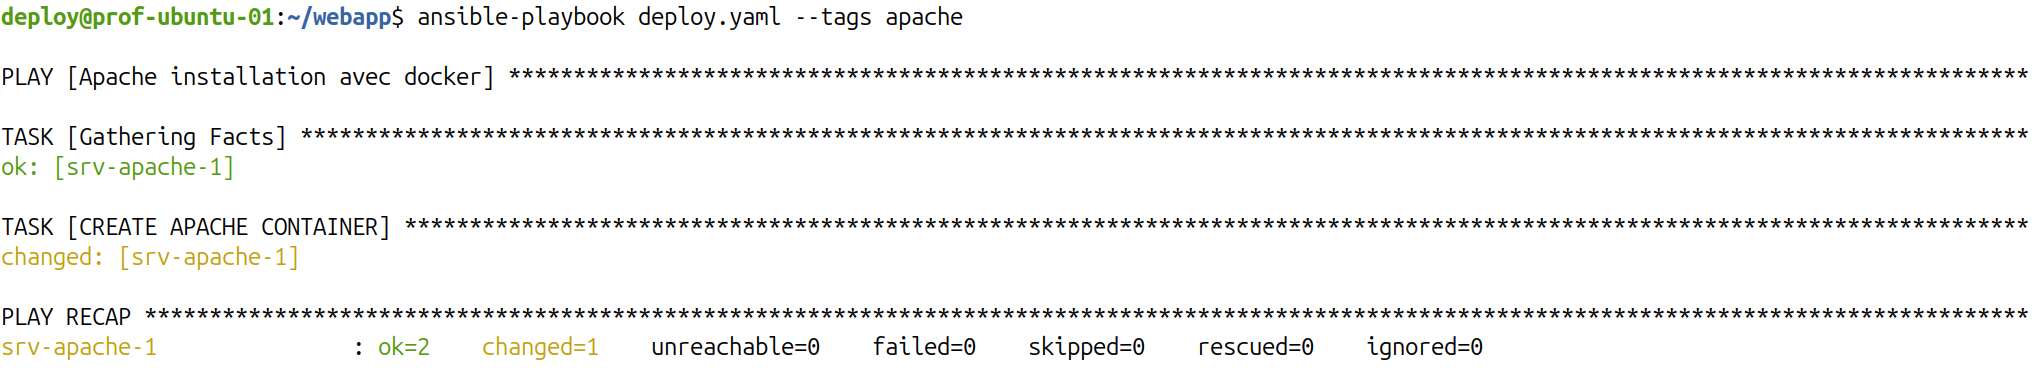 deploy@prof-ubuntu-01:~/webapp$ ansible-playbook deploy.yaml --tags apache
PLAY [Apache installation avec docker] *********************************************************************************************************************
TASK [Gathering Facts] *************************************************************************************************************************************
ok: [srv-apache-1]
TASK [CREATE APACHE CONTAINER] *****************************************************************************************************************************
changed: [srv-apache-1]
PLAY RECAP *************************************************************************************************************************************************
srv-apache-1               : ok=2    changed=1    unreachable=0    failed=0    skipped=0    rescued=0    ignored=0